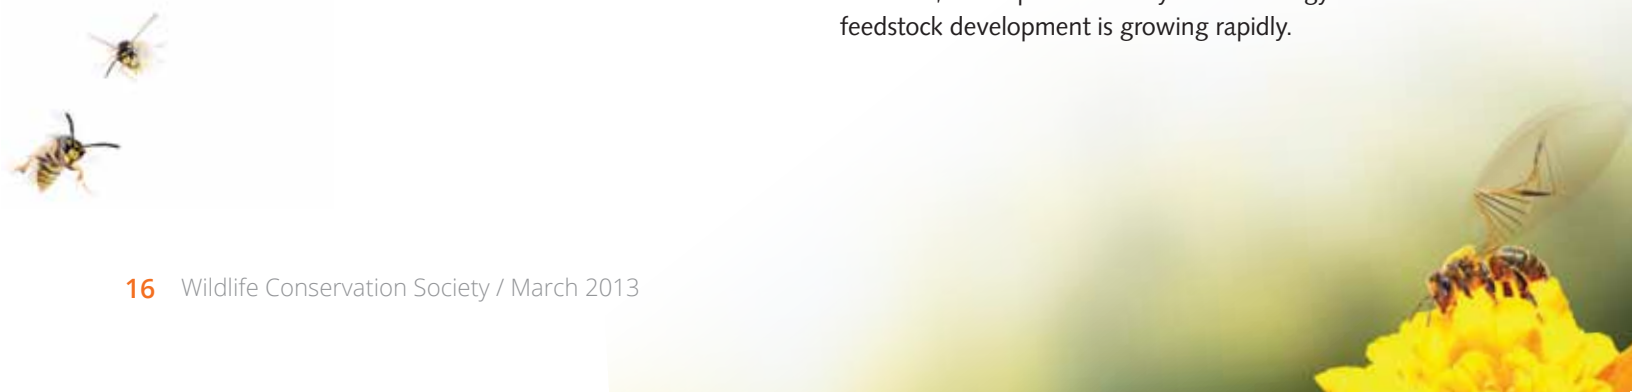 feedstock development is growing rapidly.
16 Wildlife Conservation Society / March 2013